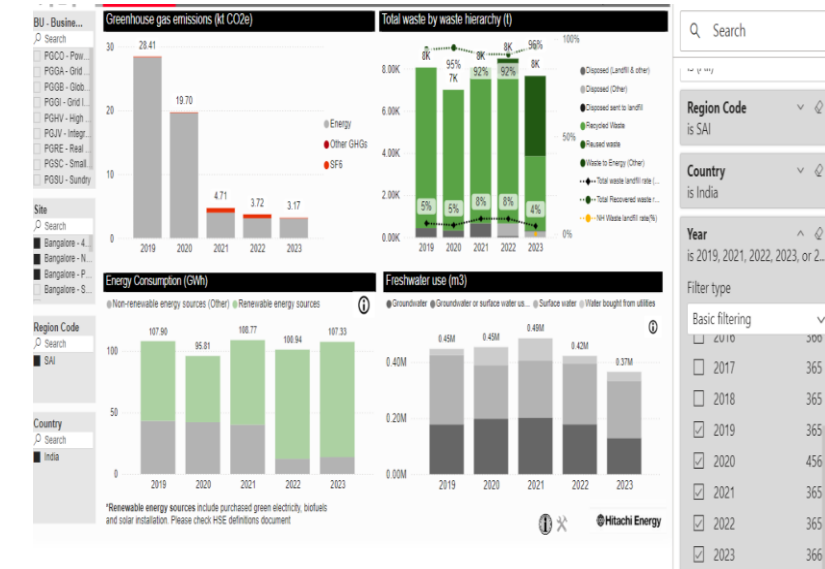 BU - Busine...
Search
PGCO - Pow...
PGGA - Grid ...
PGGB - Glob...
PGGI - Grid I...
PGHV - High ...
PGJV - Integr...
PGRE - Real ...
PGSC - Small...
PGSU - Sundry
Site
Search
Bangalore - 4...
Bangalore - N...
Bangalore - P...
Bangalore - S...
Region Code
Search
SAI
Country
Search
India
Greenhouse gas emissions (kt CO2e)
30
20
10
0
28.41
19.70
4.71
3.72
3.17
2019
2020
2021
2022
2023
Energy
Other GHGs
SF6
Total waste by waste hierarchy (t)
8.00K
6.00K
4.00K
2.00K
0.00K
100%
50%
0%
8K
95%
7K
8K
92%
8K
92%
96%
8K
5%
5%
8%
8%
4%
2019
2020
2021
2022
2023
Disposed (Landfill & other)
Disposed (Other)
Disposed sent to landfill
Recycled Waste
Reused waste
Waste to Energy (Other)
Total waste landfill rate (...
Total Recovered waste r...
NH Waste landfill rate(%)
Energy Consumption (GWh)
Non-renewable energy sources (Other)
Renewable energy sources
100
50
0
107.90
95.81
108.77
100.94
107.33
2019
2020
2021
2022
2023
*Renewable energy sources include purchased green electricity, biofuels
and solar installation. Please check HSE definitions document
Freshwater use (m3)
Groundwater
Groundwater or surface water us...
Surface water
Water bought from utilities
0.40M
0.20M
0.00M
0.45M
0.45M
0.49M
0.42M
0.37M
2019
2020
2021
2022
2023
Hitachi Energy
Search
Region Code
is SAI
Country
is India
Year
is 2019, 2021, 2022, 2023, or 2...
Filter type
Basic filtering
2016 366
2017 365
2018 365
2019 365
2020 456
2021 365
2022 365
2023 366